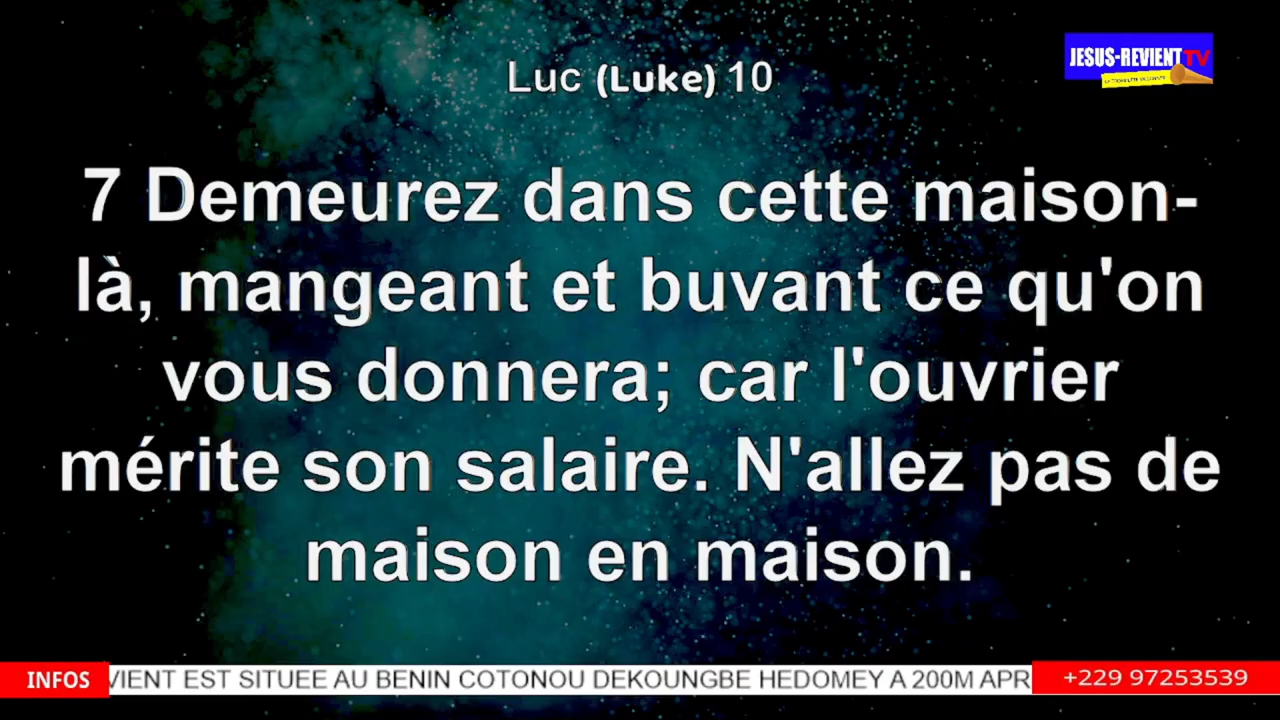 Luc (Luke) 10
JESUS-REVIENT TV
7 Demeurez dans cette maison-
là, mangeant et buvant ce qu'on
vous donnera; car l'ouvrier
mérite son salaire. N'allez pas de
maison en maison.
INFOS VIENT EST SITUEE AU BENIN COTONOU DEKOUNGBE HEDOMEY A 200M APR +229 97253539